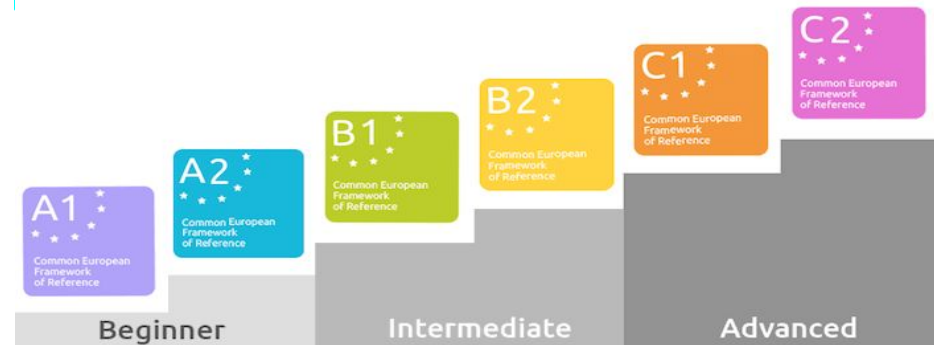 A1
Common European
Framework
of Reference
A2
Common European
Framework
of Reference
B1
Common European
Framework
of Reference
B2
Common European
Framework
of Reference
C1
Common European
Framework
of Reference
C2
Common European
Framework
of Reference
Beginner
Intermediate
Advanced